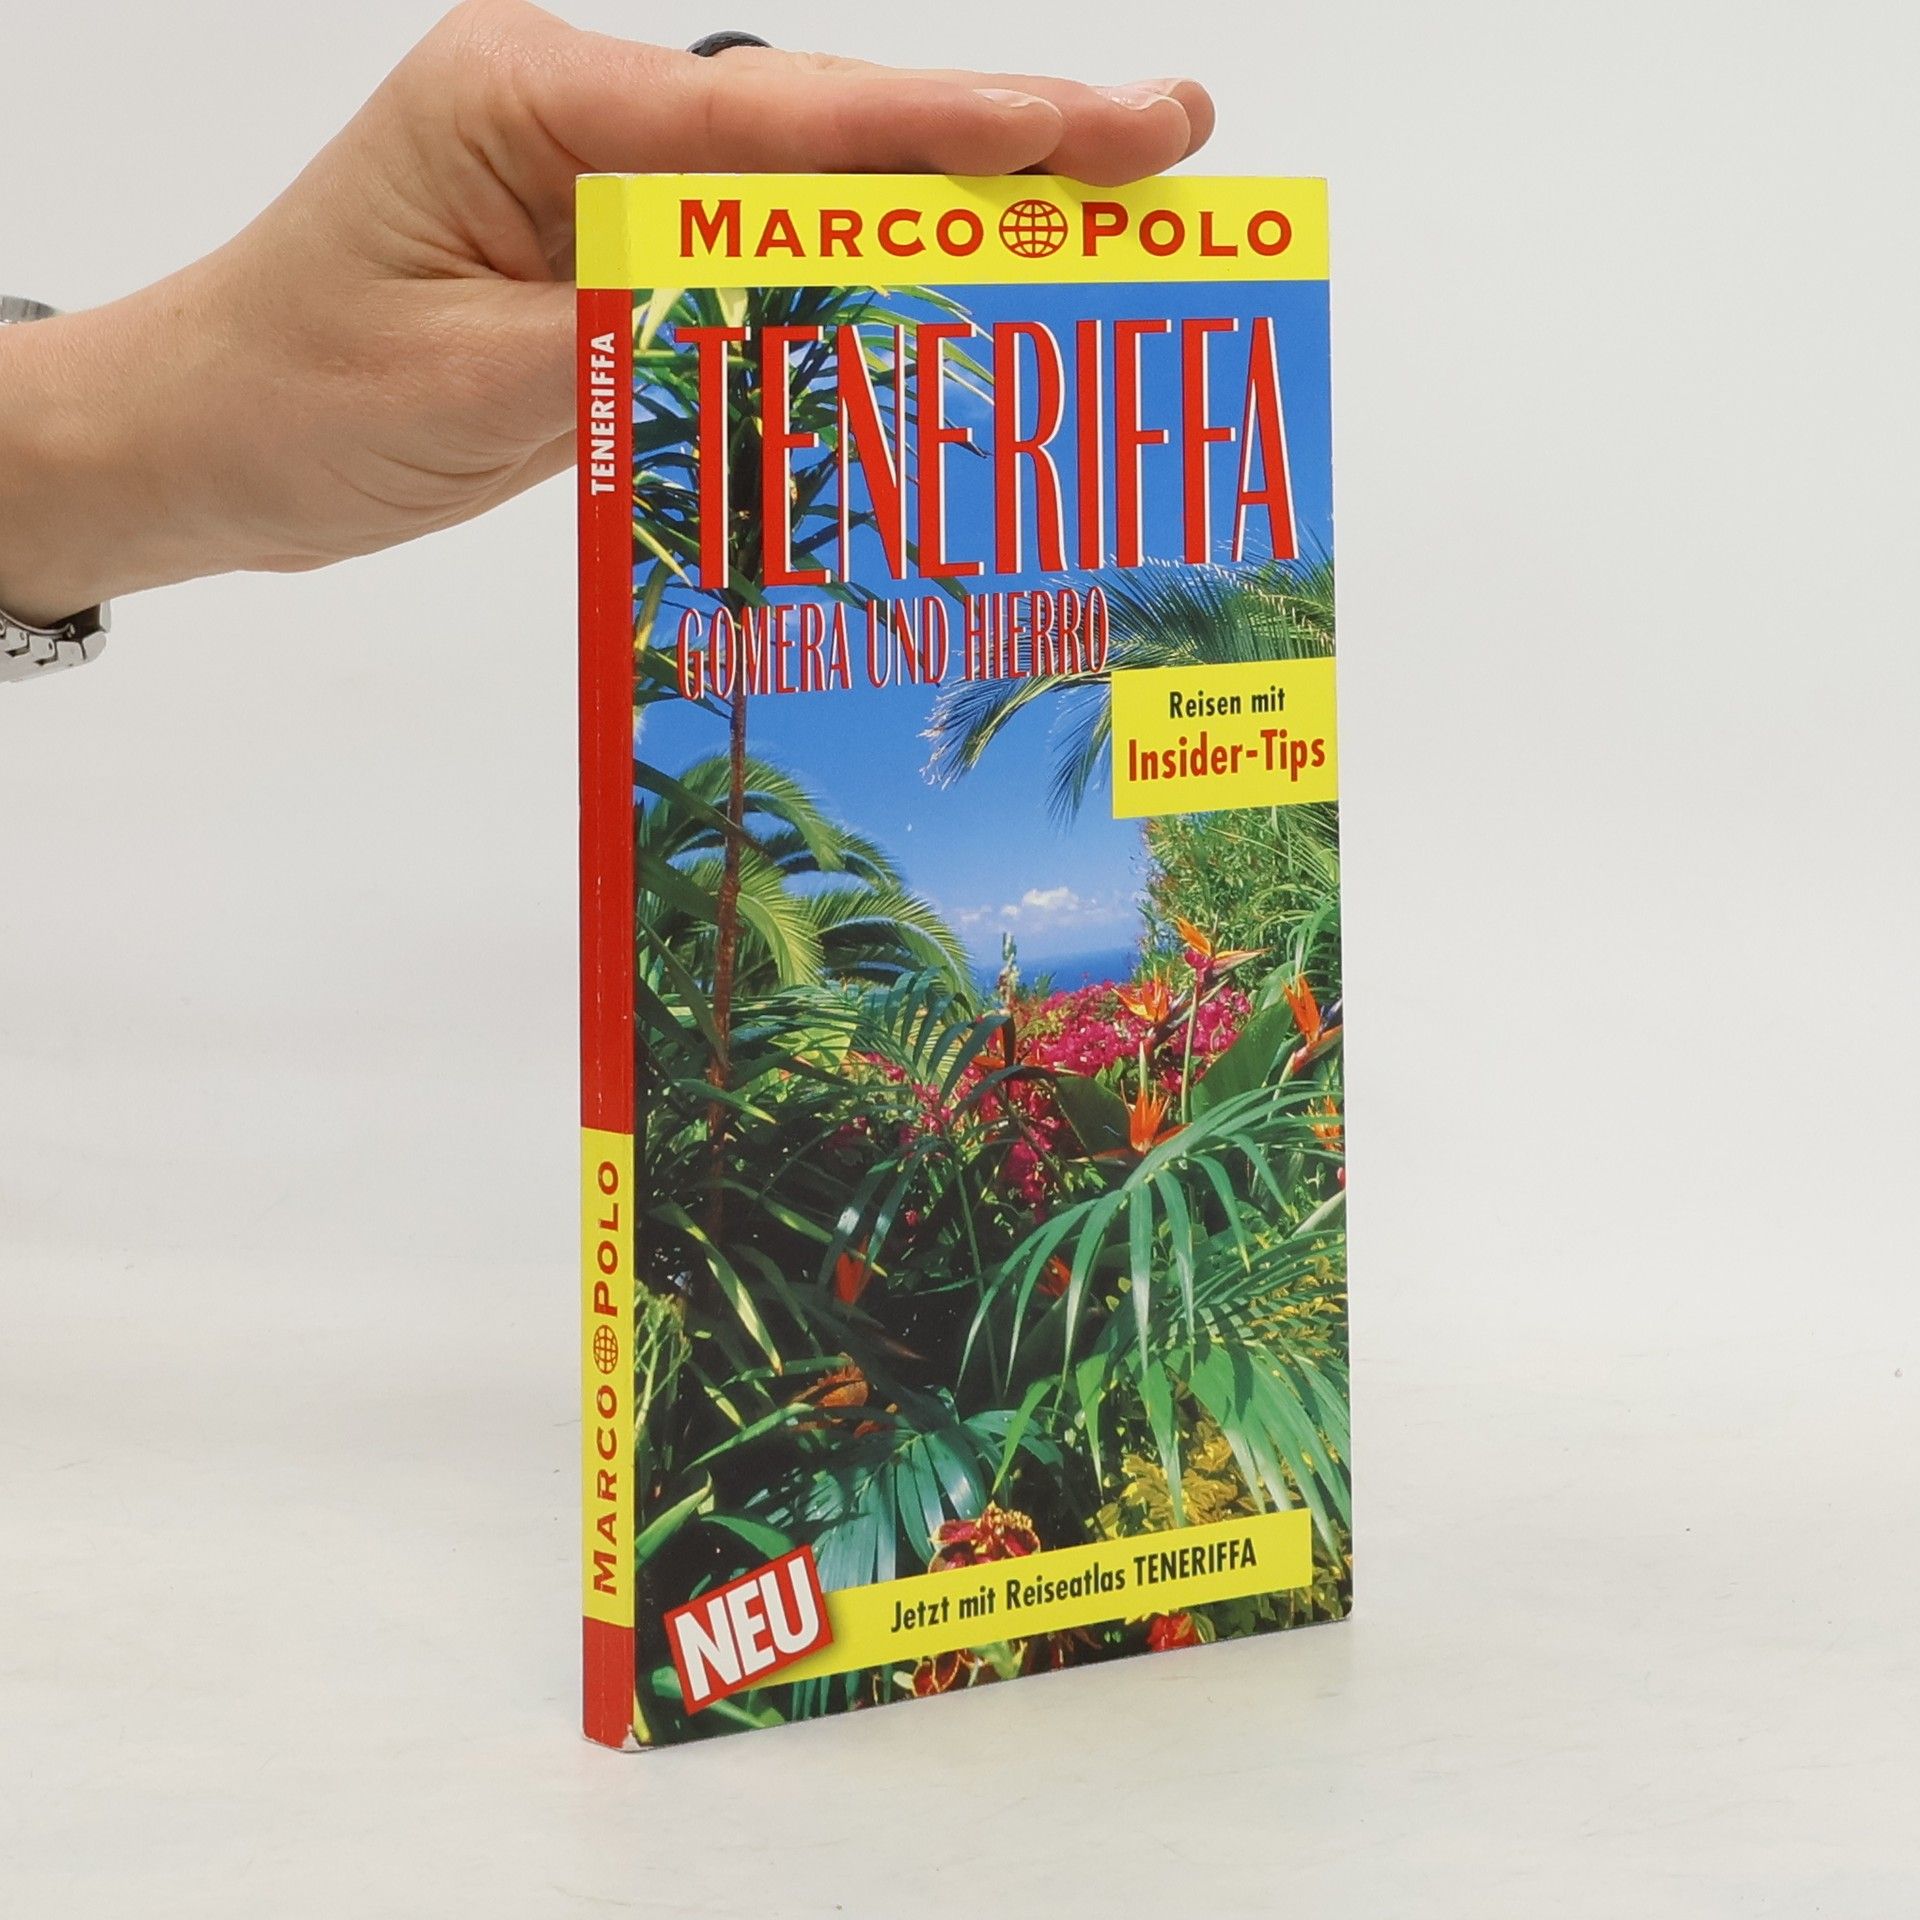 MARCO POLO
TENERIFFA
GOMERA UND HIERRO
Reisen mit
Insider-Tips
NEU
Jetzt mit Reiseatlas TENERIFFA
TENERIFFA
MARCO POLO